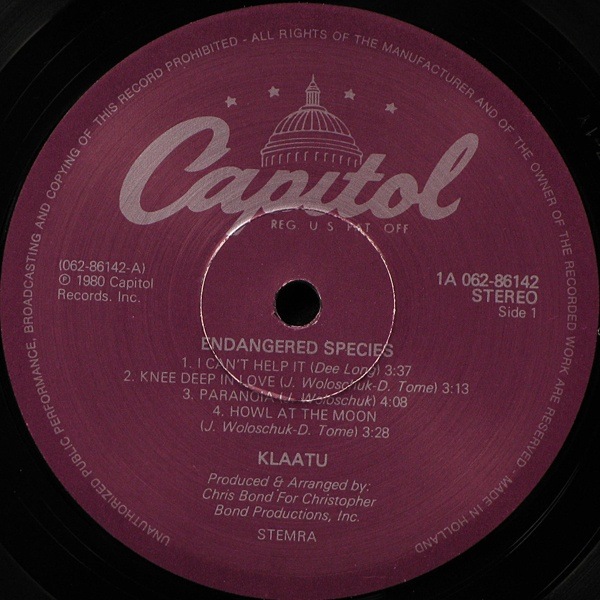 UNAUTHORIZED PUBLIC PERFORMANCE, BROADCASTING AND COPYING OF THIS RECORD PROHIBITED - ALL RIGHTS OF THE MANUFACTURER AND OF THE OWNER OF THE RECORDED WORK ARE RESERVED - MADE IN HOLLAND
Capitol
REG. U S PAT OFF
(062-86142-A)
℗ 1980 Capitol
Records. Inc.
1A 062-86142
STEREO
Side 1
ENDANGERED SPECIES
1. I CAN'T HELP IT (Dee Long) 3:37
2. KNEE DEEP IN LOVE (J. Woloschuk-D. Tome) 3:13
3. PARANOIA (J. Woloschuk) 4:08
4. HOWL AT THE MOON
(J. Woloschuk-D. Tome) 3:28
KLAATU
Produced & Arranged by:
Chris Bond For Christopher
Bond Productions, Inc.
STEMRA